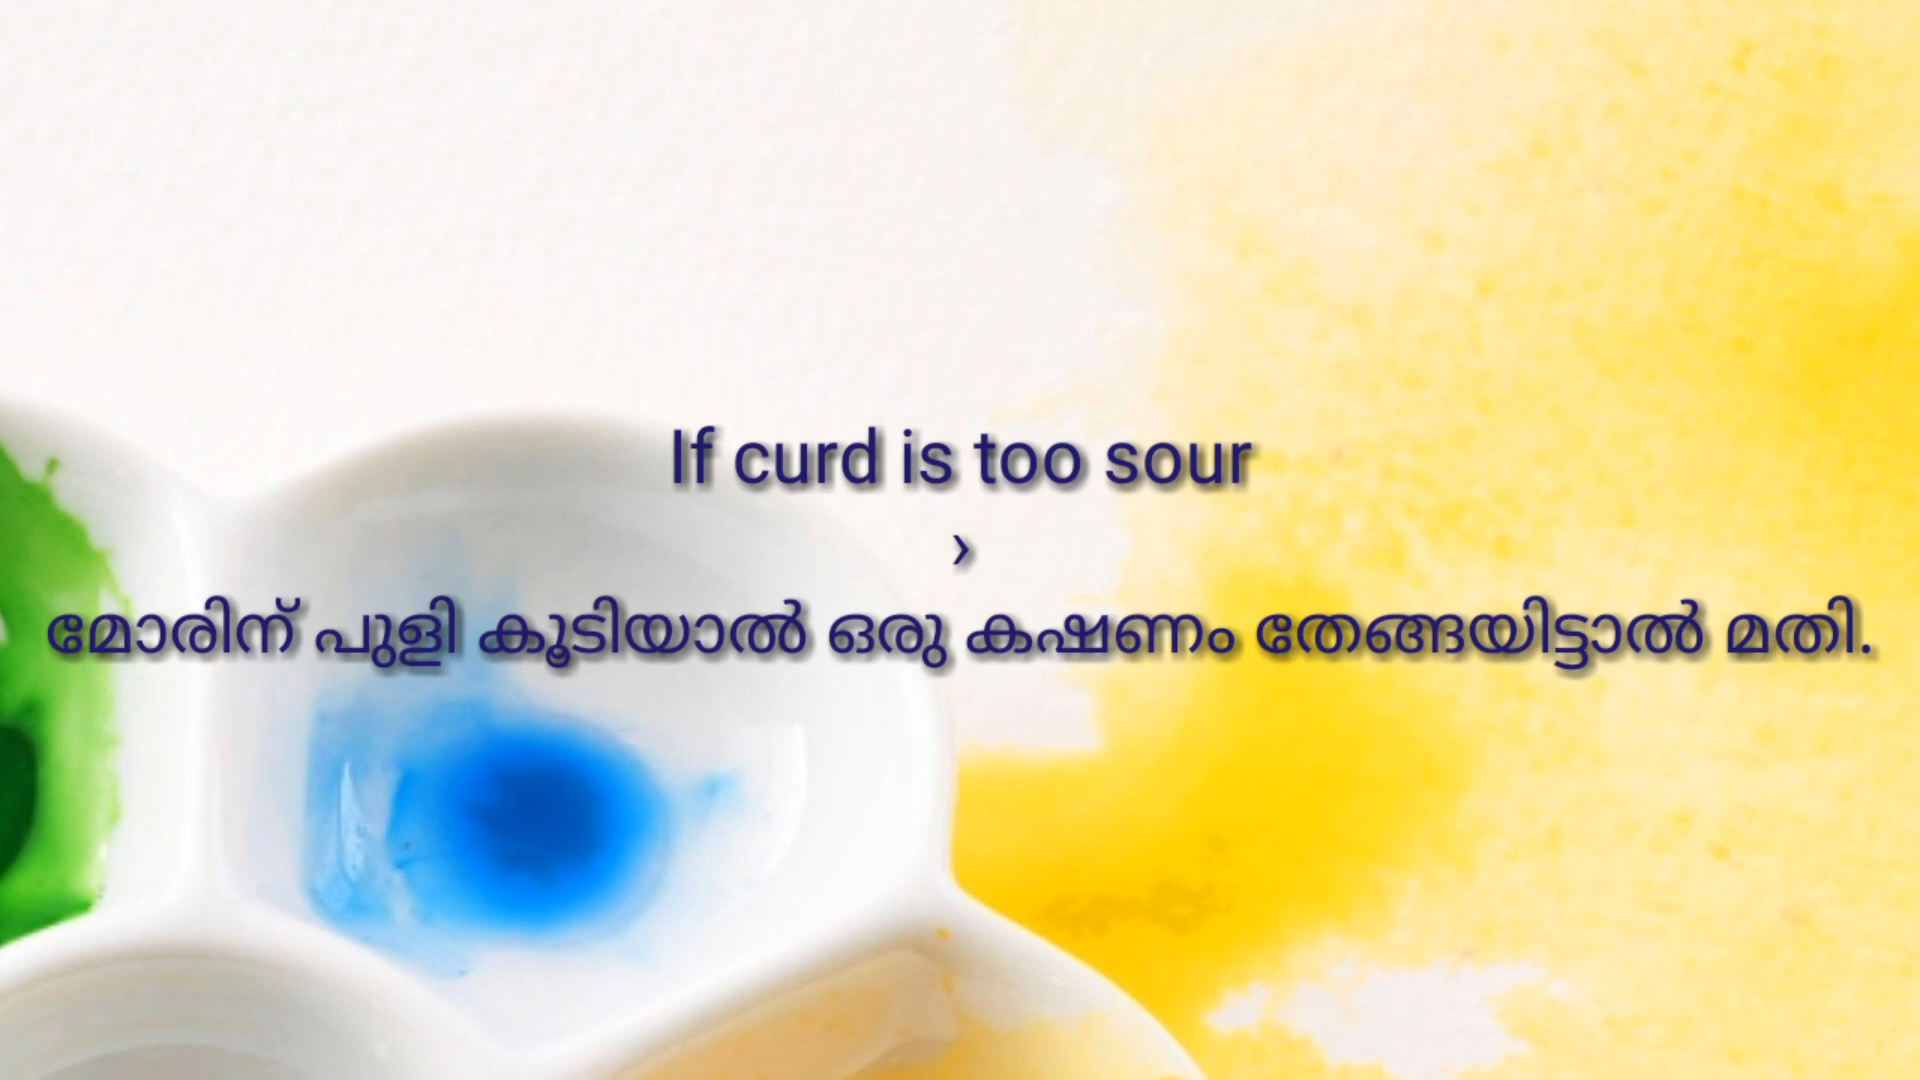 If curd is too sour
›
മോരിന് പുളി കൂടിയാൽ ഒരു കഷണം തേങ്ങയിട്ടാൽ മതി.